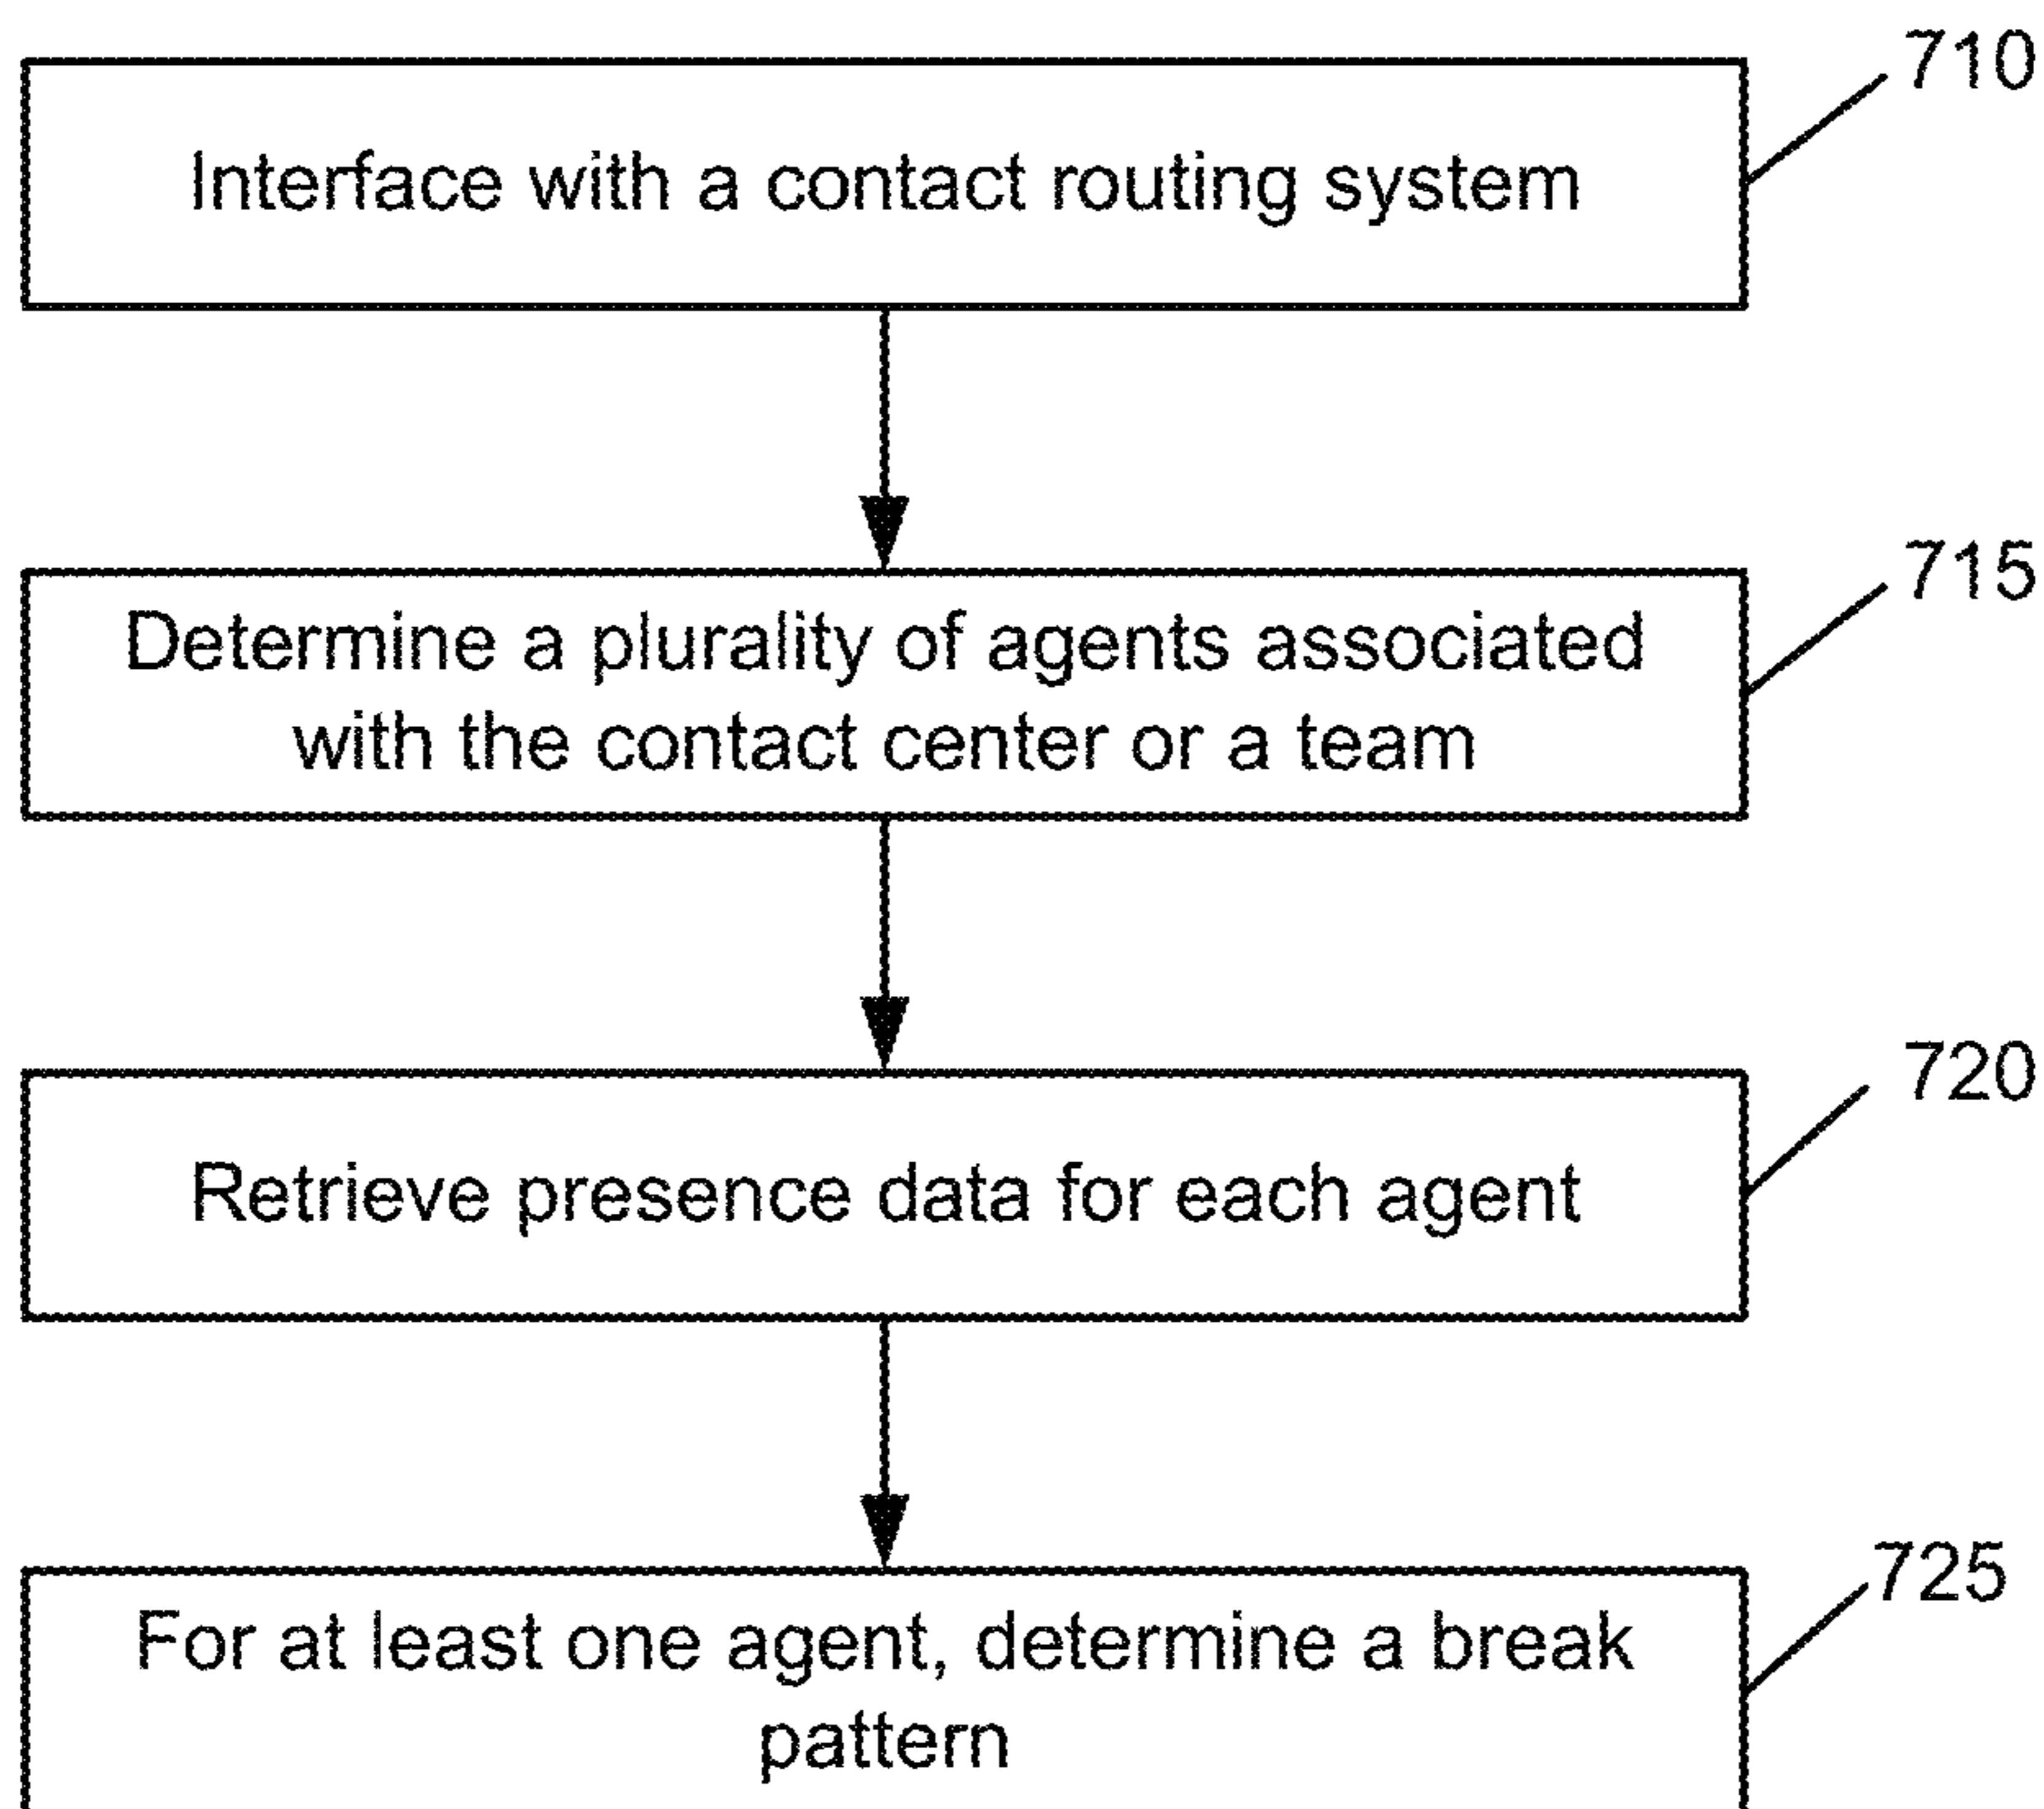 710
Interface with a contact routing system
715
Determine a plurality of agents associated
with the contact center or a team
720
Retrieve presence data for each agent
725
For at least one agent, determine a break
pattern